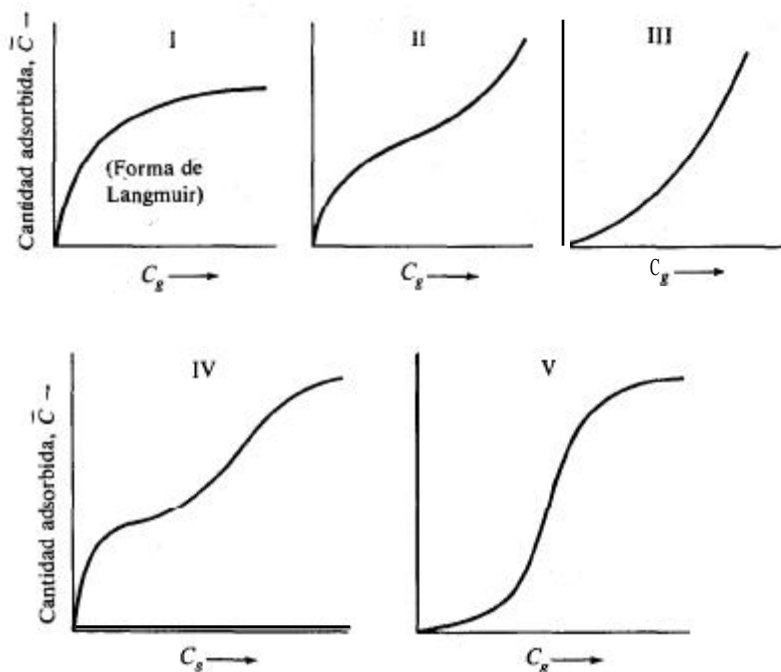 Cantidad adsorbida, C̄ →
I
(Forma de
Langmuir)
C_g →
II
C_g →
III
C_g →
Cantidad adsorbida, C̄ →
IV
C_g →
V
C_g →